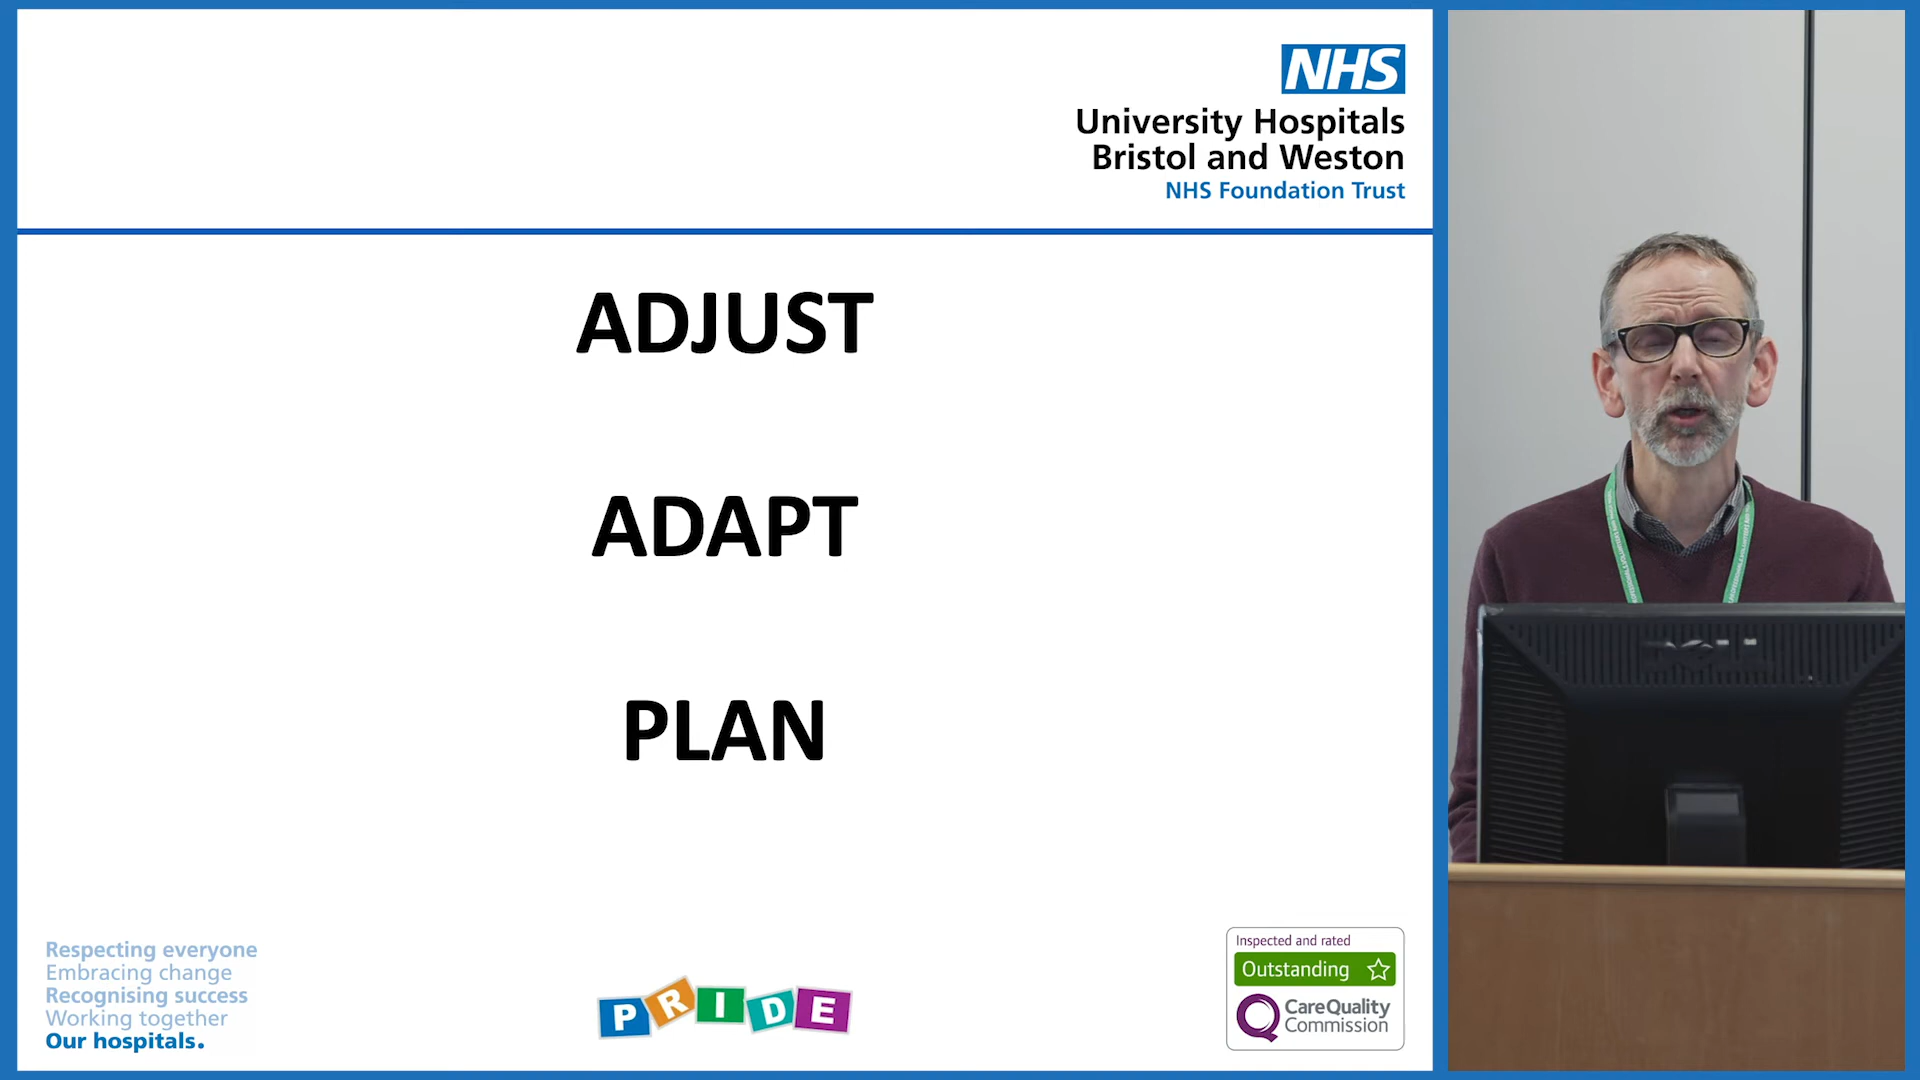 NHS
University Hospitals
Bristol and Weston
NHS Foundation Trust
ADJUST
ADAPT
PLAN
Respecting everyone
Embracing change
Recognising success
Working together
Our hospitals.
PRIDE
Inspected and rated
Outstanding
CareQuality
Commission
DELL